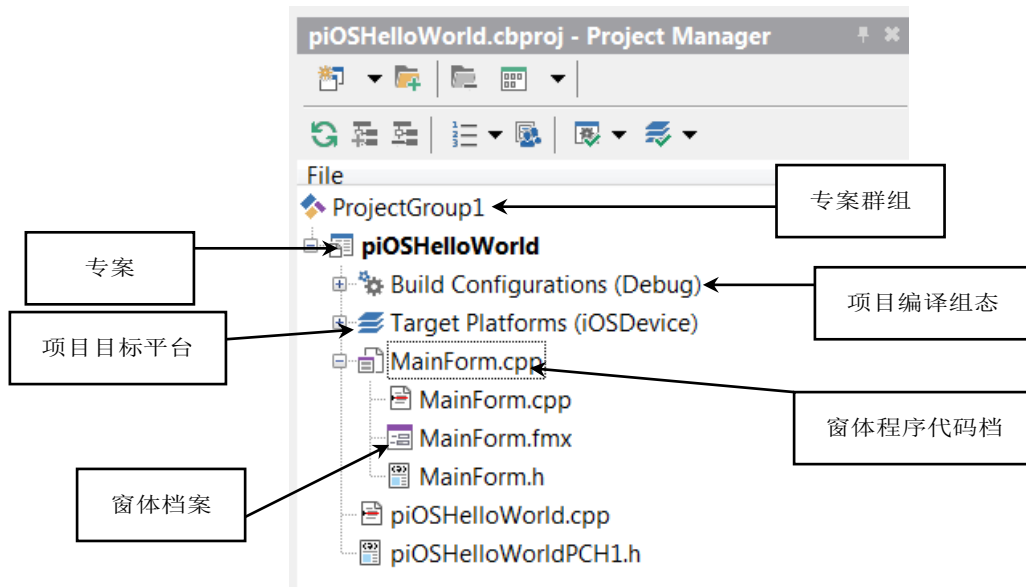 piOSHelloWorld.cbproj - Project Manager
File
ProjectGroup1
专案群组
专案
piOSHelloWorld
Build Configurations (Debug)
项目编译组态
项目目标平台
Target Platforms (iOSDevice)
MainForm.cpp
MainForm.cpp
窗体程序代码档
MainForm.fmx
MainForm.h
窗体档案
piOSHelloWorld.cpp
piOSHelloWorldPCH1.h